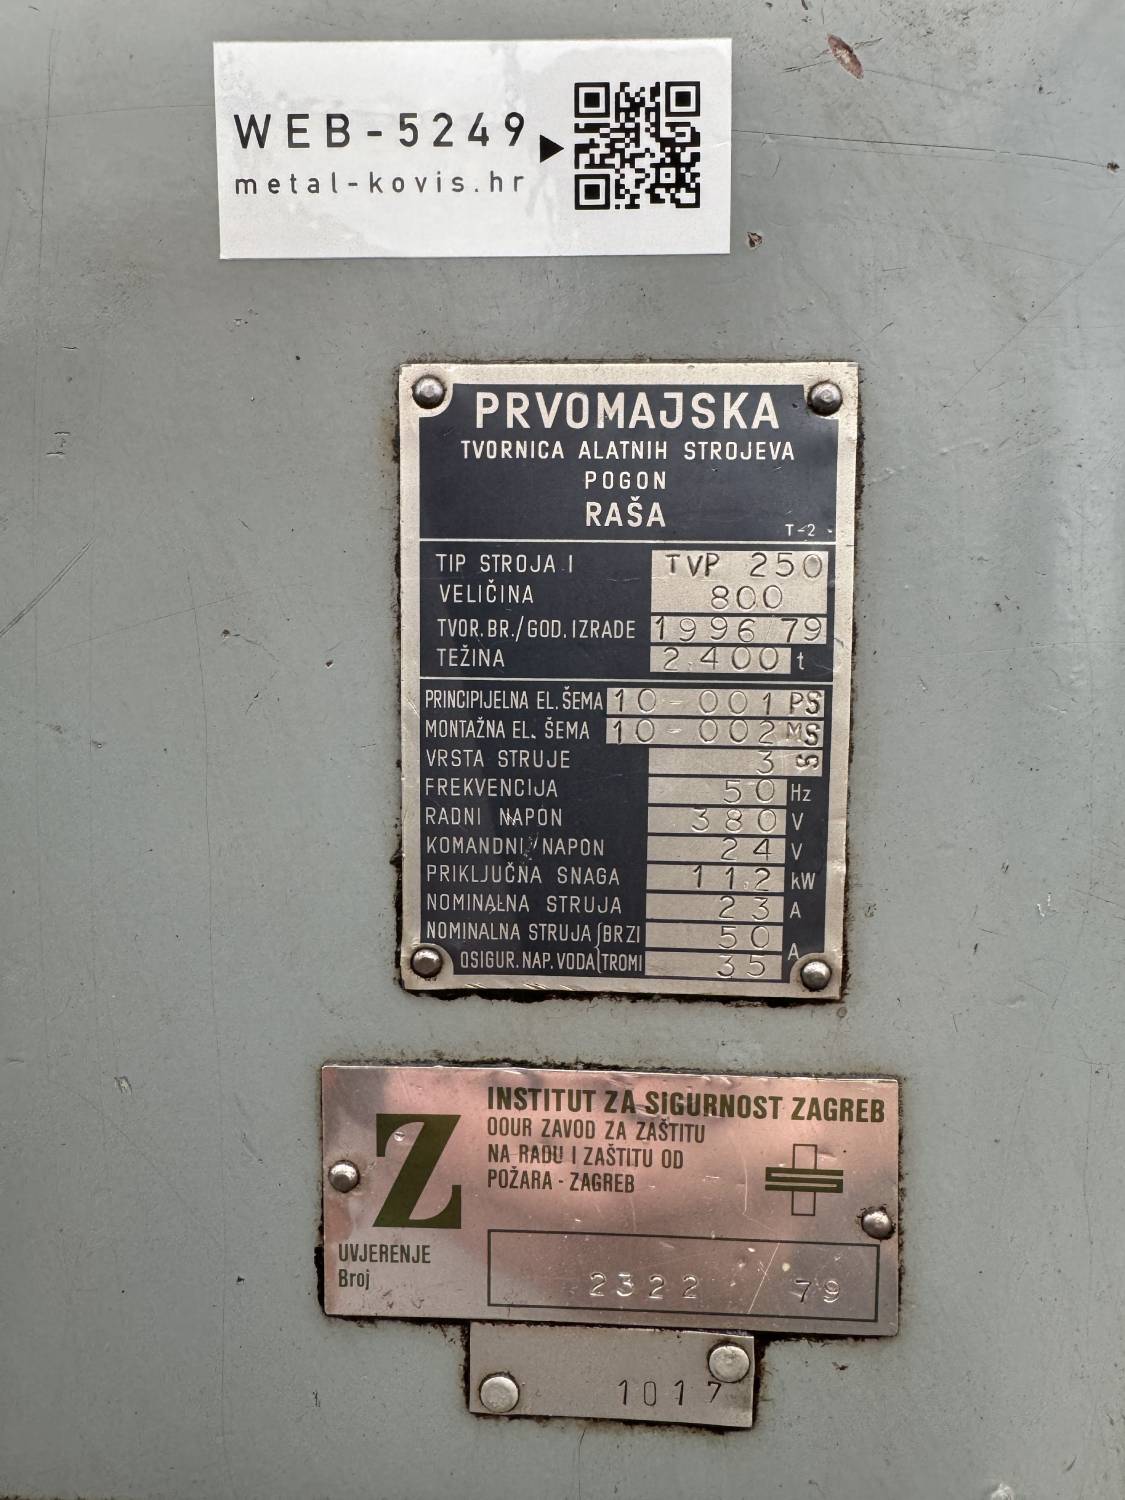 WEB-5249
metal-kovis.hr
PRVOMAJSKA
TVORNICA ALATNIH STROJEVA
POGON
RAŠA
T-2
TIP STROJA I TVP 250
VELIČINA 800
TVOR.BR./GOD.IZRADE 1996 79
TEŽINA 2.400 t
PRINCIPIJELNA EL.ŠEMA 10-001 PS
MONTAŽNA EL. ŠEMA 10-002 MS
VRSTA STRUJE 3 S
FREKVENCIJA 50 Hz
RADNI NAPON 380 V
KOMANDNI NAPON 24 V
PRIKLJUČNA SNAGA 11.2 kW
NOMINALNA STRUJA 23 A
NOMINALNA STRUJA BRZI 50 A
OSIGUR. NAP. VODA TROMI 35
INSTITUT ZA SIGURNOST ZAGREB
OOUR ZAVOD ZA ZAŠTITU
NA RADU I ZAŠTITU OD
POŽARA - ZAGREB
Z
UVJERENJE
Broj 2322 79
1017